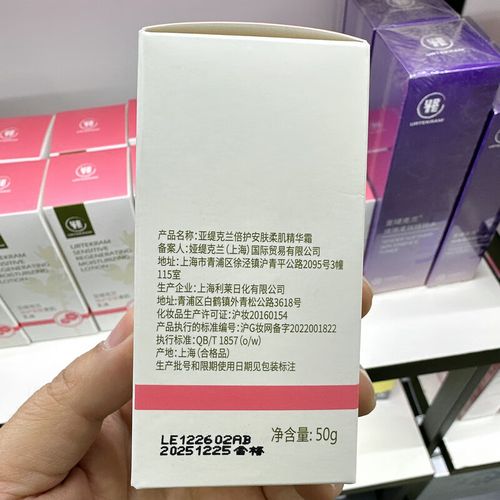 产品名称: 亚缇克兰倍护安肤柔肌精华霜
备案人: 娅缇克兰(上海)国际贸易有限公司
地址: 上海市青浦区徐泾镇沪青平公路2095号3幢
115室
生产企业: 上海利莱日化有限公司
地址: 青浦区白鹤镇外青松公路3618号
化妆品生产许可证: 沪妆20160154
产品执行的标准编号: 沪G妆网备字2022001822
执行标准: QB/T 1857 (o/w)
产地: 上海 (合格品)
生产批号和限期使用日期见包装标注
LE122602AB
20251225合格
净含量: 50g
URTEKRAM
SENSITIVE
REGENERATING
MOISTURIZING
LOTION
URTEKRAM
URTEKRAM